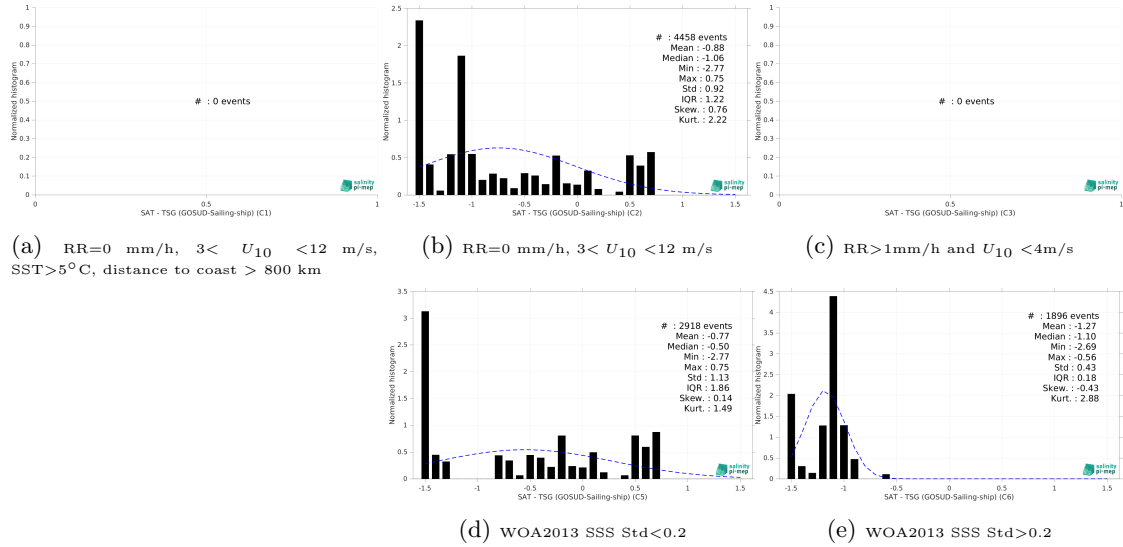 1
0.9
0.8
0.7
0.6
0.5
0.4
0.3
0.2
0.1
0
Normalized histogram
# : 0 events
0 0.5 1
SAT - TSG (GOSUD-Sailing-ship) (C1)
salinity
pi-mep
(a) RR=0 mm/h, 3< U10 <12 m/s,
SST>5°C, distance to coast > 800 km
2.5
2
1.5
1
0.5
0
Normalized histogram
# : 4458 events
Mean : -0.88
Median : -1.06
Min : -2.77
Max : 0.75
Std : 0.92
IQR : 1.22
Skew. : 0.76
Kurt. : 2.22
-1.5 -1 -0.5 0 0.5 1 1.5
SAT - TSG (GOSUD-Sailing-ship) (C2)
salinity
pi-mep
(b) RR=0 mm/h, 3< U10 <12 m/s
1
0.9
0.8
0.7
0.6
0.5
0.4
0.3
0.2
0.1
0
Normalized histogram
# : 0 events
0 0.5 1
SAT - TSG (GOSUD-Sailing-ship) (C3)
salinity
pi-mep
(c) RR>1mm/h and U10 <4m/s
3.5
3
2.5
2
1.5
1
0.5
0
Normalized histogram
# : 2918 events
Mean : -0.77
Median : -0.50
Min : -2.77
Max : 0.75
Std : 1.13
IQR : 1.86
Skew. : 0.14
Kurt. : 1.49
-1.5 -1 -0.5 0 0.5 1 1.5
SAT - TSG (GOSUD-Sailing-ship) (C5)
salinity
pi-mep
(d) WOA2013 SSS Std<0.2
4.5
4
3.5
3
2.5
2
1.5
1
0.5
0
Normalized histogram
# : 1896 events
Mean : -1.27
Median : -1.10
Min : -2.69
Max : -0.56
Std : 0.43
IQR : 0.18
Skew. : -0.43
Kurt. : 2.88
-1.5 -1 -0.5 0 0.5 1 1.5
SAT - TSG (GOSUD-Sailing-ship) (C6)
salinity
pi-mep
(e) WOA2013 SSS Std>0.2